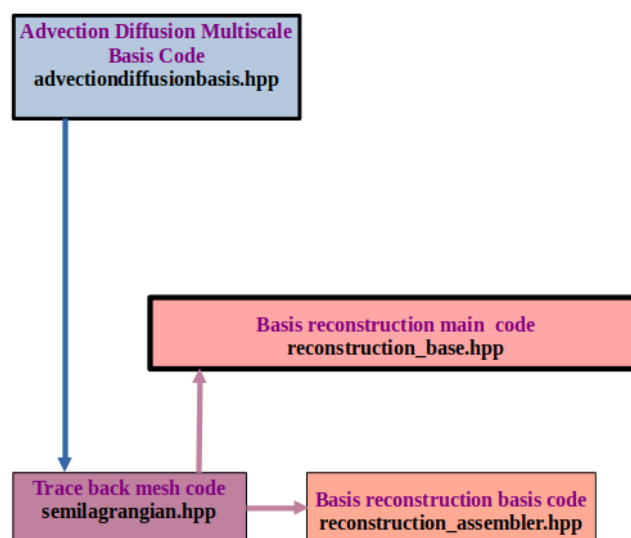 Advection Diffusion Multiscale
Basis Code
advectiondiffusionbasis.hpp
Basis reconstruction main code
reconstruction_base.hpp
Trace back mesh code
semilagrangian.hpp
Basis reconstruction basis code
reconstruction_assembler.hpp